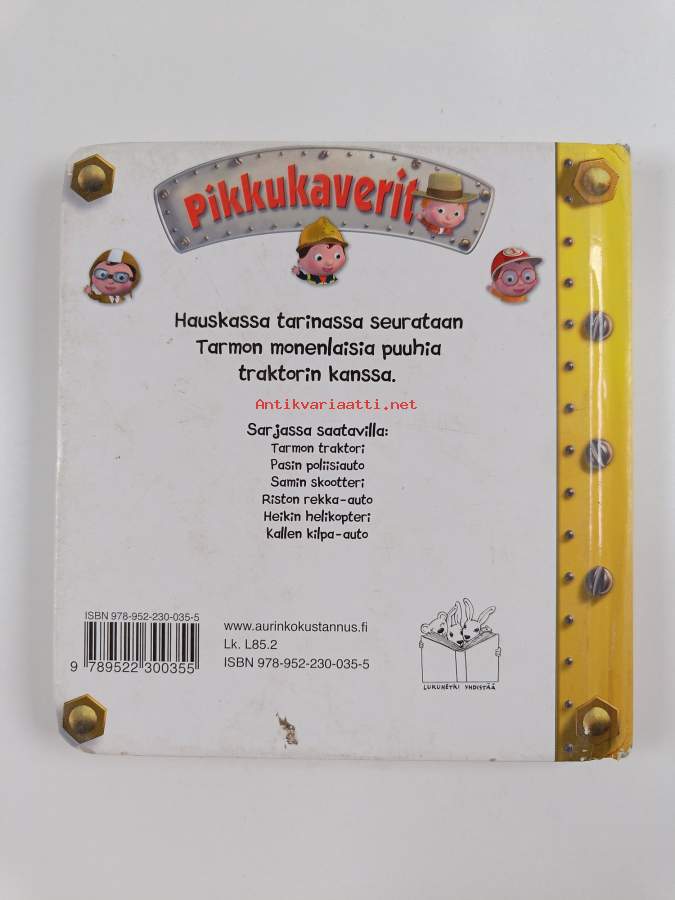 Pikkukaverit
Hauskassa tarinassa seurataan
Tarmon monenlaisia puuhia
traktorin kanssa.
Antikvariaatti.net
Sarjassa saatavilla:
Tarmon traktori
Pasin poliisiauto
Samin skootteri
Riston rekka-auto
Heikin helikopteri
Kallen kilpa-auto
ISBN 978-952-230-035-5
9 789522 300355
www.aurinkokustannus.fi
Lk. L85.2
ISBN 978-952-230-035-5
LUKUHETKI YHDISTÄÄ